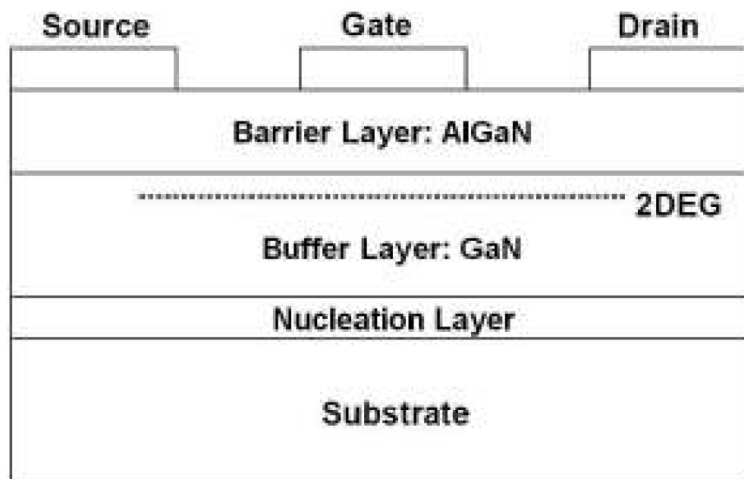 Source Gate Drain
Barrier Layer: AlGaN
2DEG
Buffer Layer: GaN
Nucleation Layer
Substrate